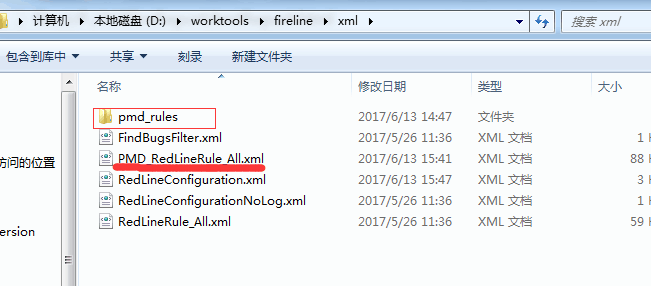 计算机 ▸ 本地磁盘 (D:) ▸ worktools ▸ fireline ▸ xml ▸ 搜索 xml
包含到库中 共享 刻录 新建文件夹
名称 修改日期 类型 大小
pmd_rules 2017/6/13 14:47 文件夹
FindBugsFilter.xml 2017/5/26 11:36 XML 文档 1
PMD_RedLineRule_All.xml 2017/6/13 15:41 XML 文档 88
访问的位置
RedLineConfiguration.xml 2017/6/13 15:47 XML 文档 3
RedLineConfigurationNoLog.xml 2017/5/26 11:36 XML 文档 1
RedLineRule_All.xml 2017/5/26 11:36 XML 文档 59
ersion